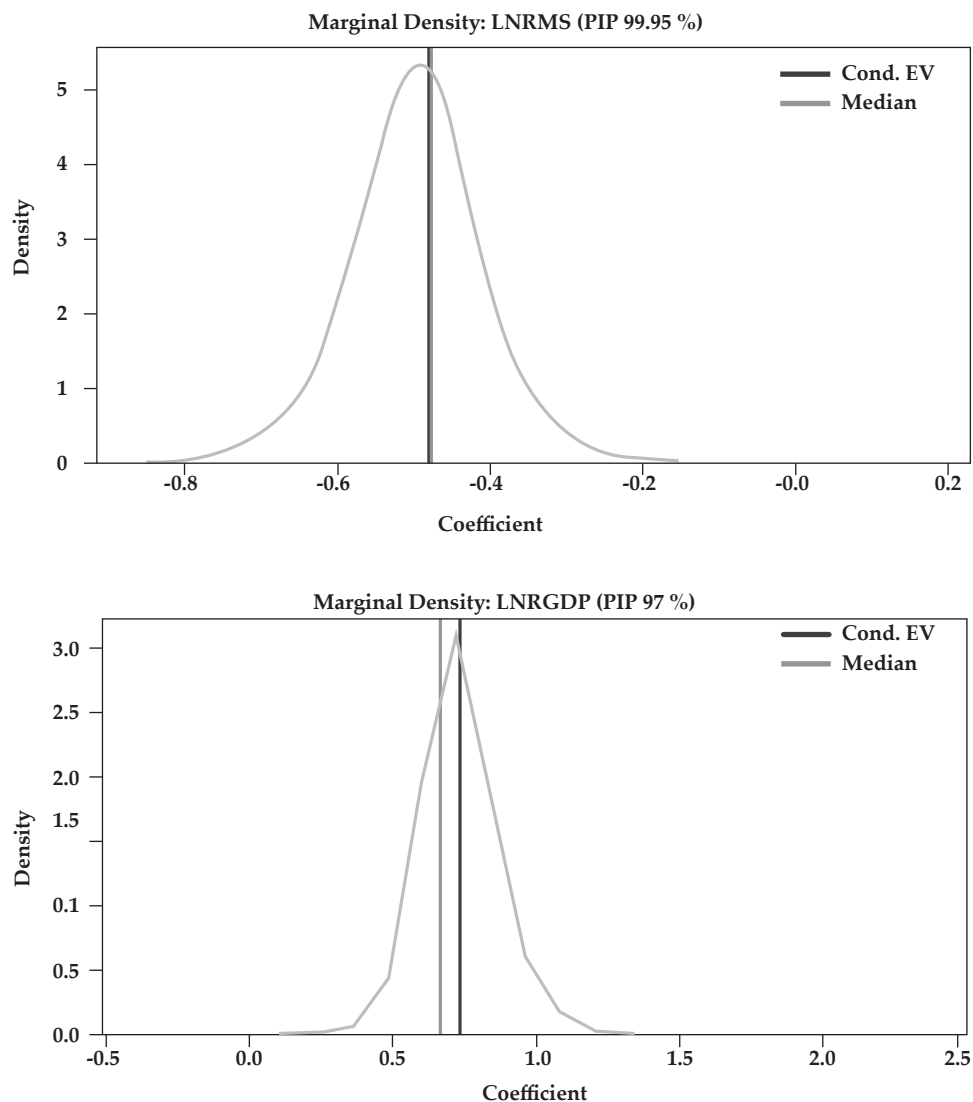 Marginal Density: LNRMS (PIP 99.95 %)
Cond. EV
Median
Density
5
4
3
2
1
0
-0.8 -0.6 -0.4 -0.2 -0.0 0.2
Coefficient
Marginal Density: LNRGDP (PIP 97 %)
Cond. EV
Median
Density
3.0
2.5
2.0
1.5
0.1
0.5
0.0
-0.5 0.0 0.5 1.0 1.5 2.0 2.5
Coefficient